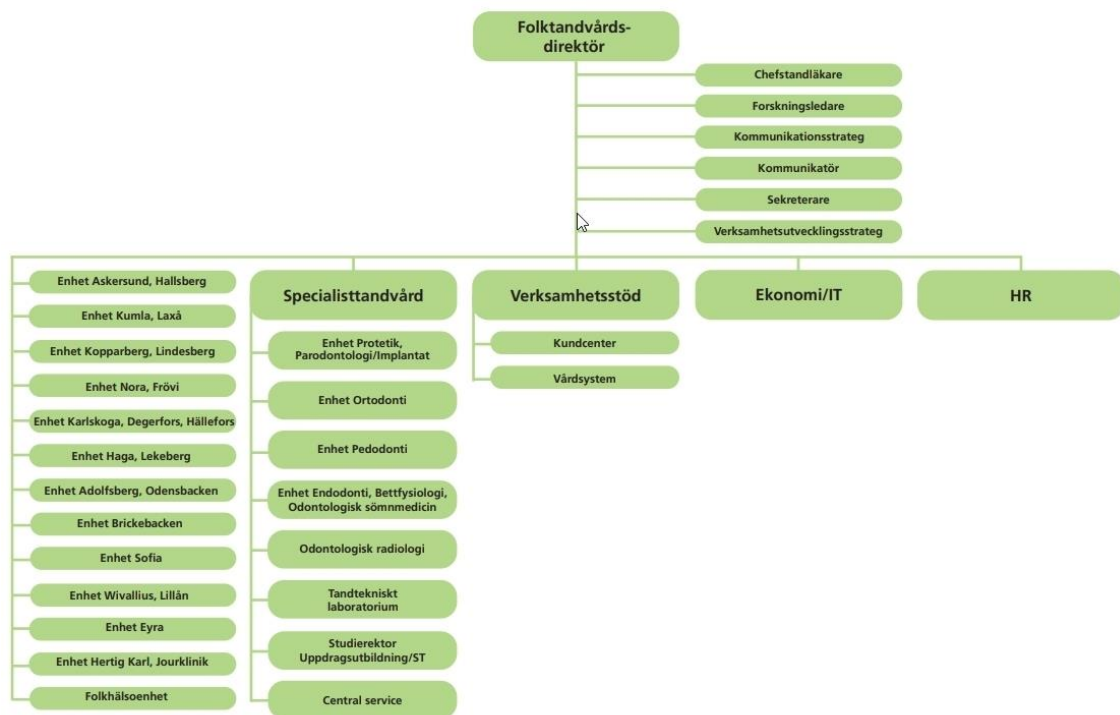 Folktandvårds-
direktör
Chefstandläkare
Forskningsledare
Kommunikationsstrateg
Kommunikatör
Sekreterare
Verksamhetsutvecklingsstrateg
Enhet Askersund, Hallsberg
Enhet Kumla, Laxå
Enhet Kopparberg, Lindesberg
Enhet Nora, Frövi
Enhet Karlskoga, Degerfors, Hällefors
Enhet Haga, Lekeberg
Enhet Adolfsberg, Odensbacken
Enhet Brickebacken
Enhet Sofia
Enhet Wivallius, Lillån
Enhet Eyra
Enhet Hertig Karl, Jourklinik
Folkhälsoenhet
Specialisttandvård
Enhet Protetik,
Parodontologi/Implantat
Enhet Ortodonti
Enhet Pedodonti
Enhet Endodonti, Bettfysiologi,
Odontologisk sömnmedicin
Odontologisk radiologi
Tandtekniskt
laboratorium
Studierektor
Uppdragsutbildning/ST
Central service
Verksamhetsstöd
Kundcenter
Vårdsystem
Ekonomi/IT
HR